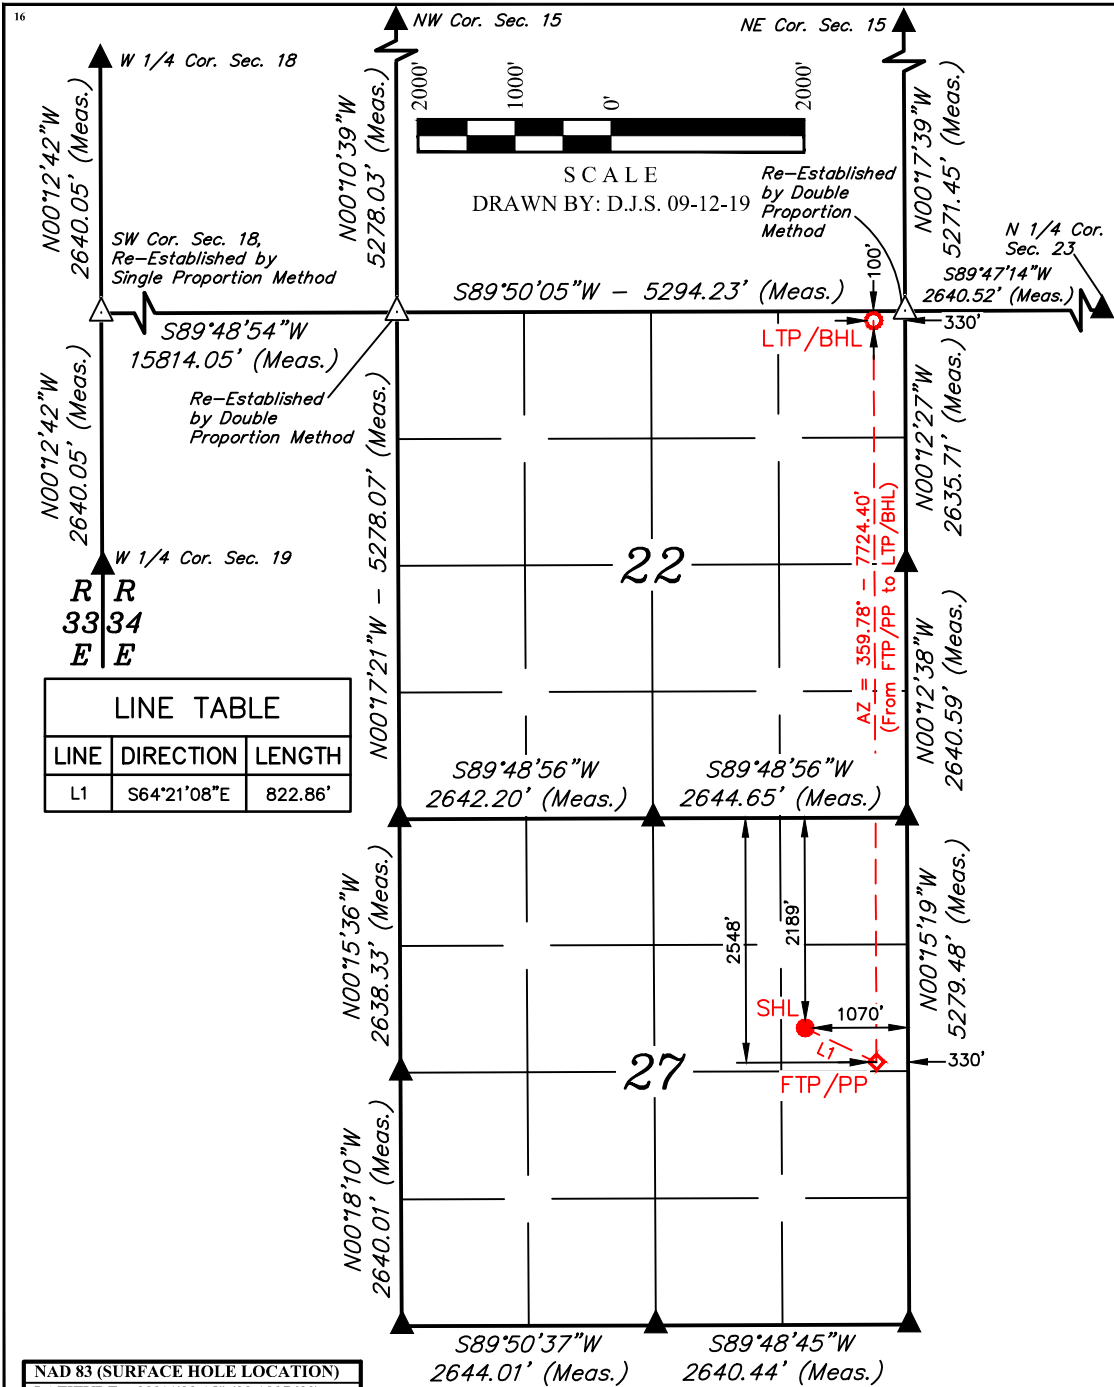 16
NW Cor. Sec. 15
NE Cor. Sec. 15
W 1/4 Cor. Sec. 18
N00°12'42"W
2640.05' (Meas.)
N00°10'39"W
5278.03' (Meas.)
2000'
1000'
0'
2000'
SCALE
DRAWN BY: D.J.S. 09-12-19
Re-Established
by Double
Proportion
Method
N00°17'39"W
5271.45' (Meas.)
N 1/4 Cor.
Sec. 23
S89°47'14"W
2640.52' (Meas.)
SW Cor. Sec. 18,
Re-Established by
Single Proportion Method
S89°50'05"W - 5294.23' (Meas.)
100'
330'
LTP/BHL
S89°48'54"W
15814.05' (Meas.)
Re-Established
by Double
Proportion Method
N00°12'42"W
2640.05' (Meas.)
W 1/4 Cor. Sec. 19
R R
33 34
E E
N00°17'21"W - 5278.07' (Meas.)
22
AZ = 359.78° - 7724.40'
(From FTP/PP to LTP/BHL)
N00°12'27"W
2635.71' (Meas.)
N00°12'38"W
2640.59' (Meas.)
LINE TABLE
LINE DIRECTION LENGTH
L1 S64°21'08"E 822.86'
S89°48'56"W
2642.20' (Meas.)
S89°48'56"W
2644.65' (Meas.)
N00°15'36"W
2638.33' (Meas.)
2548'
2189'
N00°15'19"W
5279.48' (Meas.)
SHL
1070'
L1
330'
FTP/PP
27
N00°18'10"W
2640.01' (Meas.)
S89°50'37"W
2644.01' (Meas.)
S89°48'45"W
2640.44' (Meas.)
NAD 83 (SURFACE HOLE LOCATION)